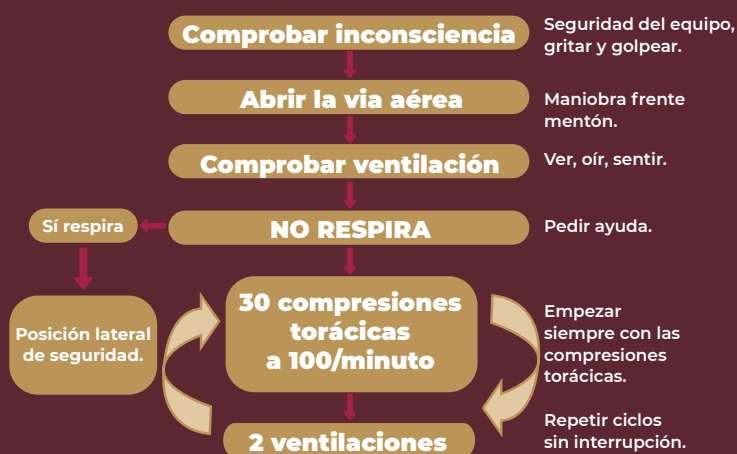 Comprobar inconsciencia
Seguridad del equipo,
gritar y golpear.
Abrir la via aérea
Maniobra frente
mentón.
Comprobar ventilación
Ver, oír, sentir.
Sí respira
NO RESPIRA
Pedir ayuda.
Posición lateral
de seguridad.
30 compresiones
torácicas
a 100/minuto
Empezar
siempre con las
compresiones
torácicas.
2 ventilaciones
Repetir ciclos
sin interrupción.